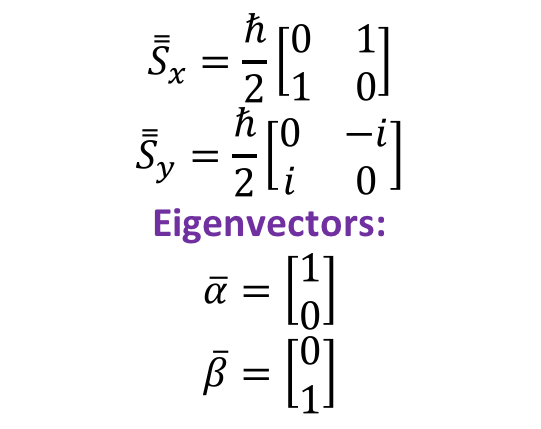 S̿ₓ = ħ/2 [0 1; 1 0]
S̿ᵧ = ħ/2 [0 −i; i 0]
Eigenvectors:
ᾱ = [1; 0]
β̄ = [0; 1]